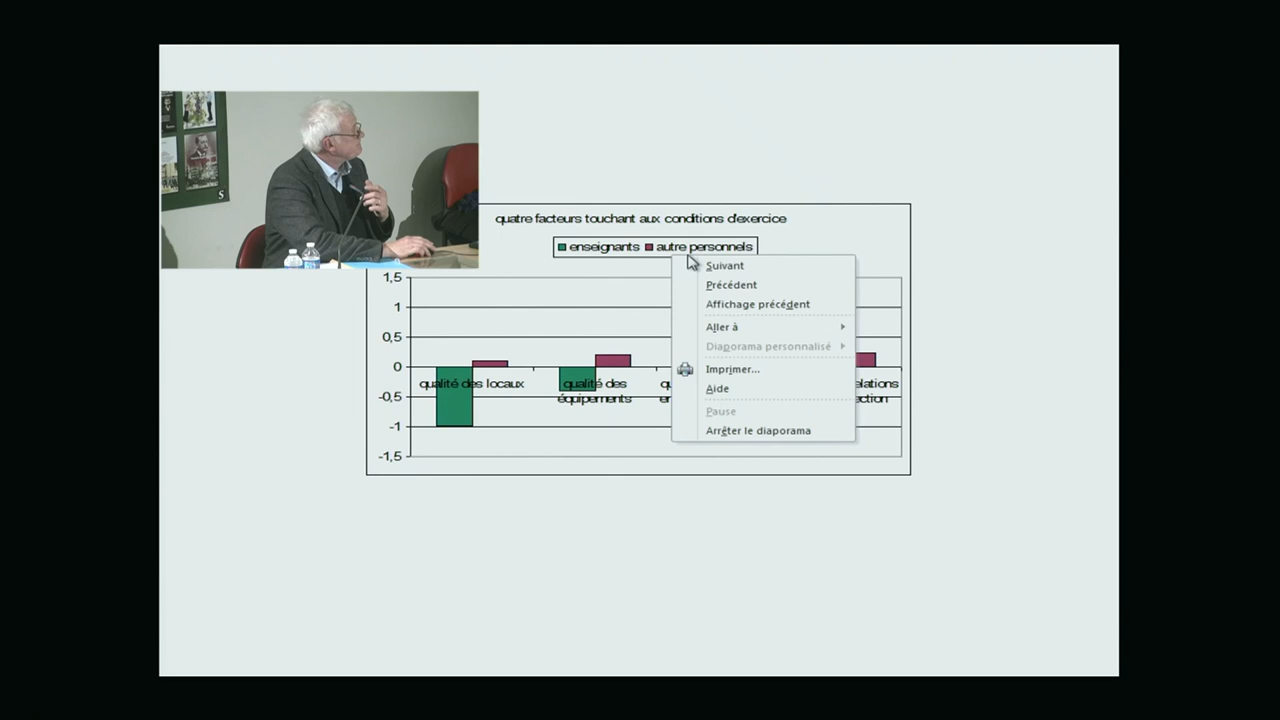 S
quatre facteurs touchant aux conditions d'exercice
enseignants autre personnels
1,5
1
0,5
0
-0,5
-1
-1,5
qualité des locaux
qualité des
équipements
Suivant
Précédent
Affichage précédent
Aller à
Diaporama personnalisé
Imprimer...
Aide
Pause
Arrêter le diaporama